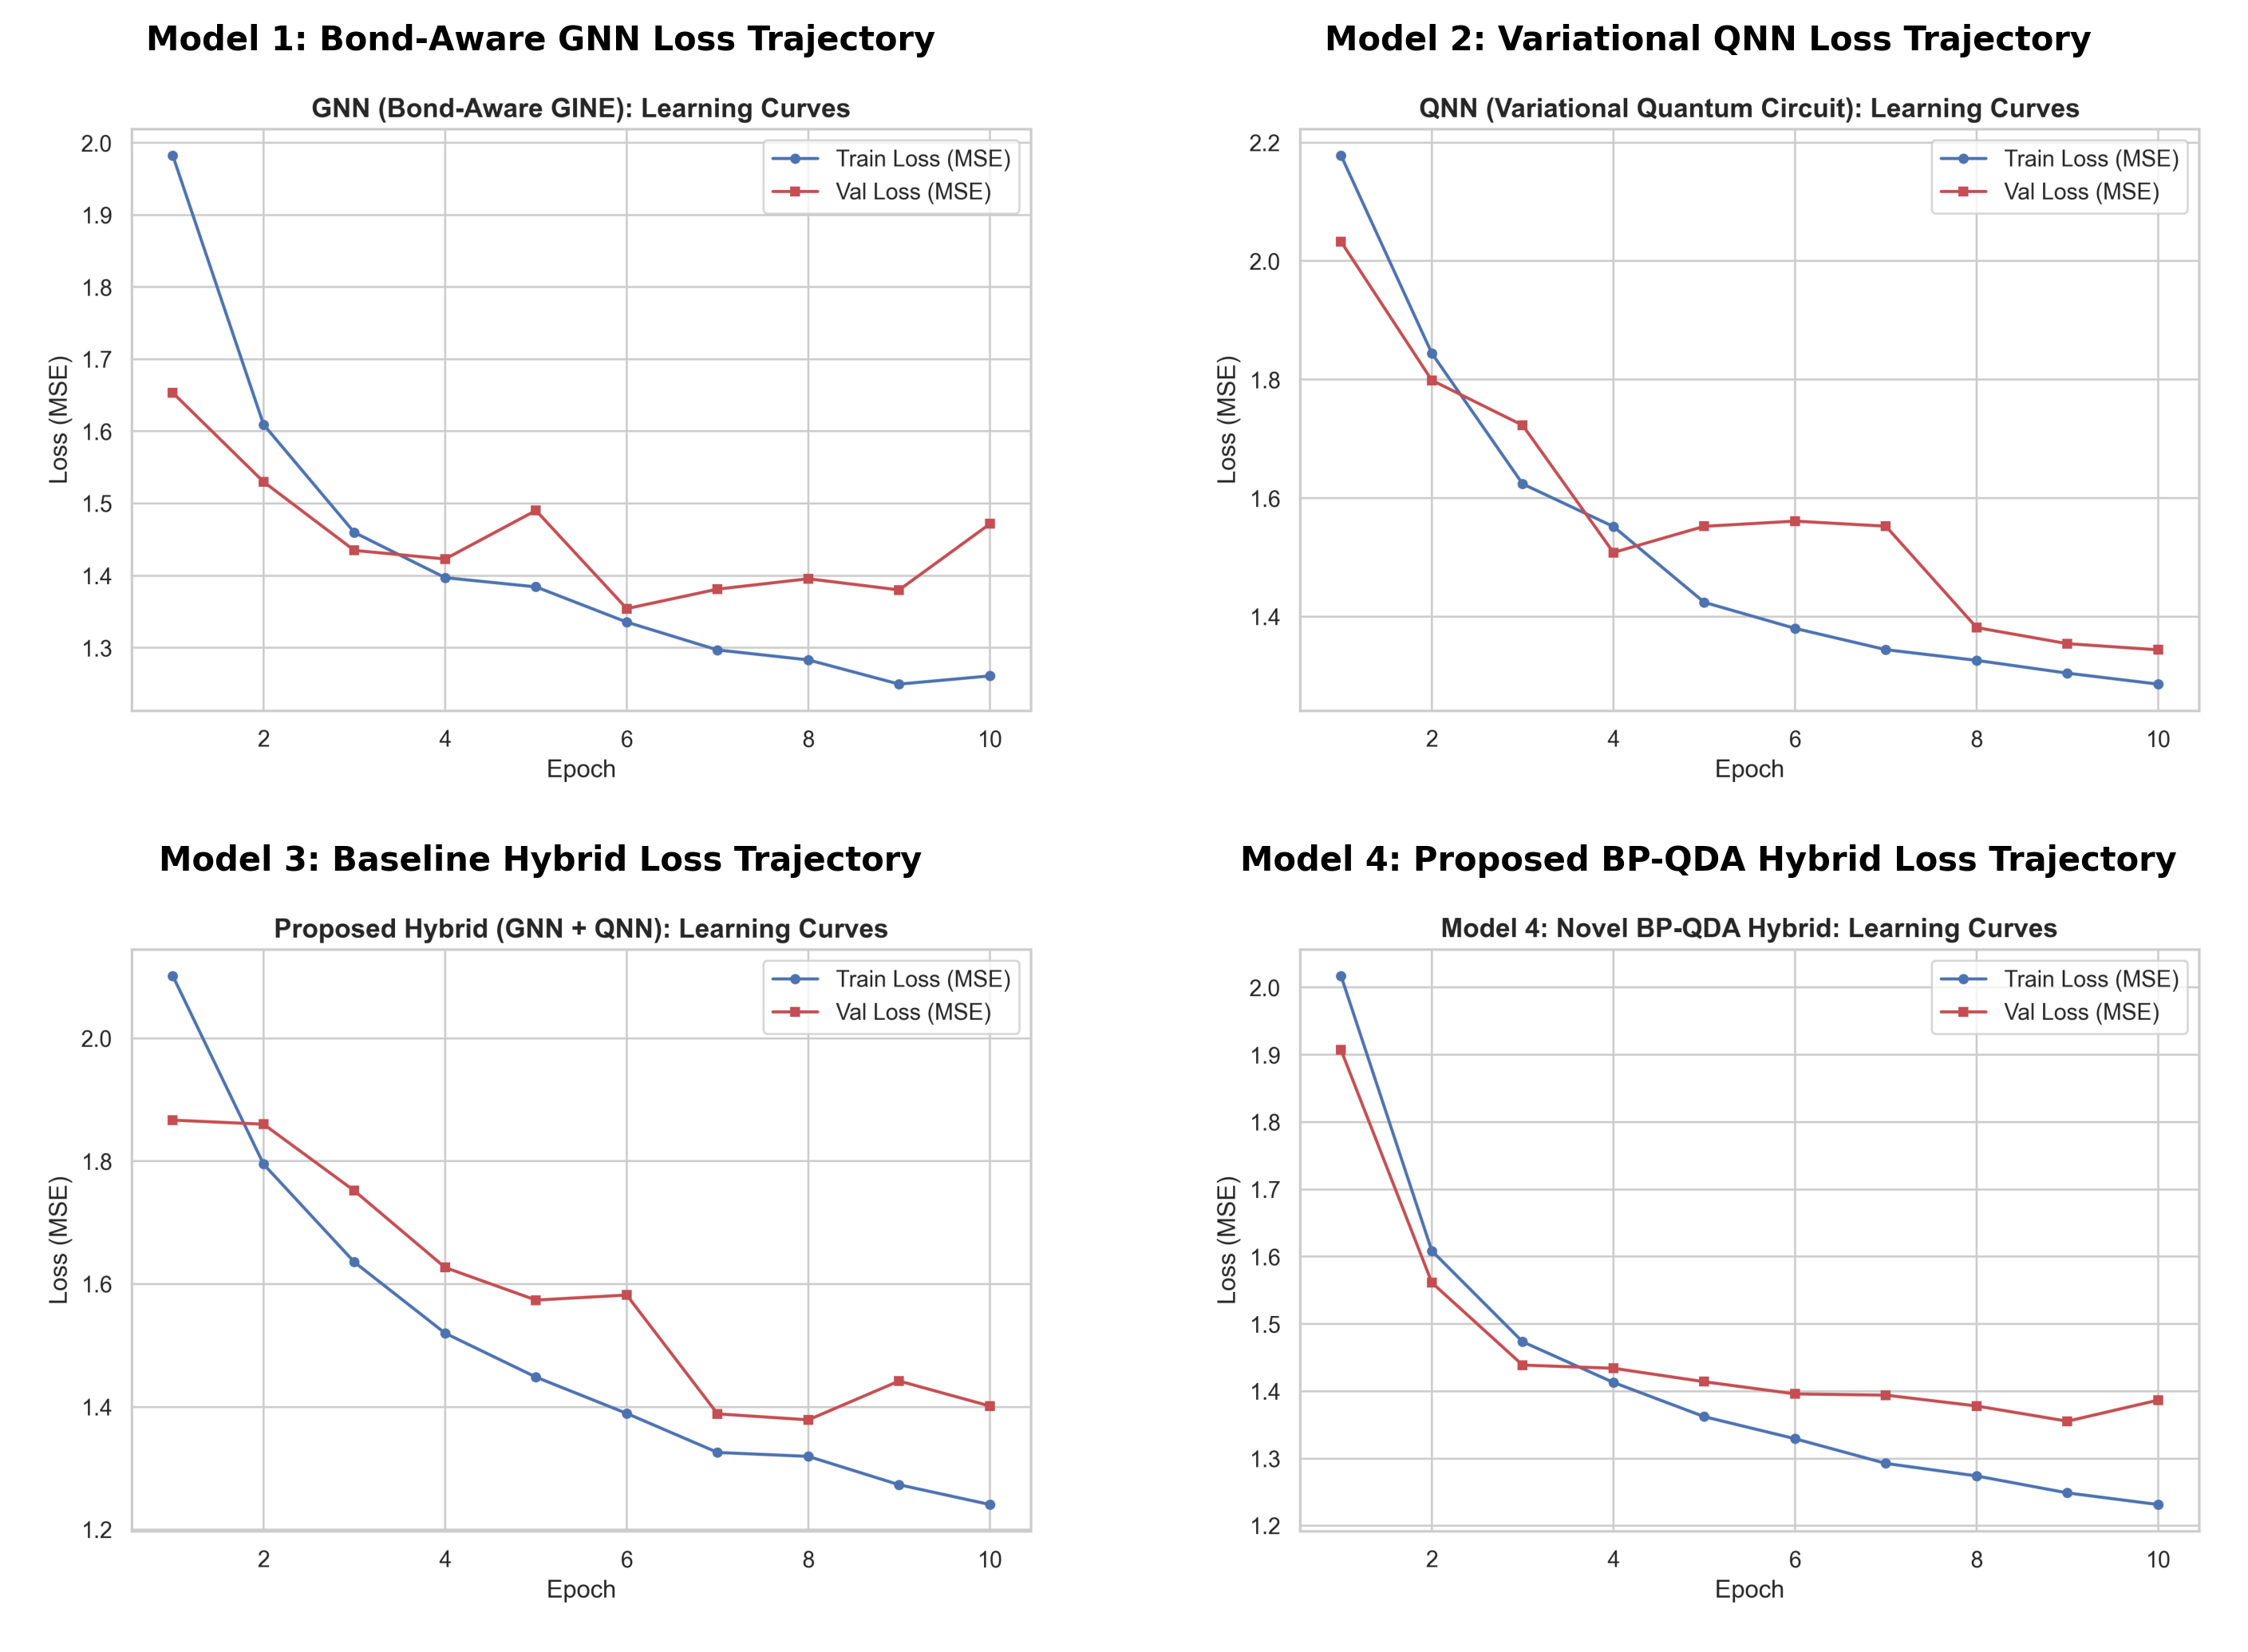 Model 1: Bond-Aware GNN Loss Trajectory
GNN (Bond-Aware GINE): Learning Curves
Train Loss (MSE)
Val Loss (MSE)
2.0
1.9
1.8
1.7
1.6
1.5
1.4
1.3
Loss (MSE)
2 4 6 8 10
Epoch
Model 2: Variational QNN Loss Trajectory
QNN (Variational Quantum Circuit): Learning Curves
Train Loss (MSE)
Val Loss (MSE)
2.2
2.0
1.8
1.6
1.4
Loss (MSE)
2 4 6 8 10
Epoch
Model 3: Baseline Hybrid Loss Trajectory
Proposed Hybrid (GNN + QNN): Learning Curves
Train Loss (MSE)
Val Loss (MSE)
2.0
1.8
1.6
1.4
1.2
Loss (MSE)
2 4 6 8 10
Epoch
Model 4: Proposed BP-QDA Hybrid Loss Trajectory
Model 4: Novel BP-QDA Hybrid: Learning Curves
Train Loss (MSE)
Val Loss (MSE)
2.0
1.9
1.8
1.7
1.6
1.5
1.4
1.3
1.2
Loss (MSE)
2 4 6 8 10
Epoch